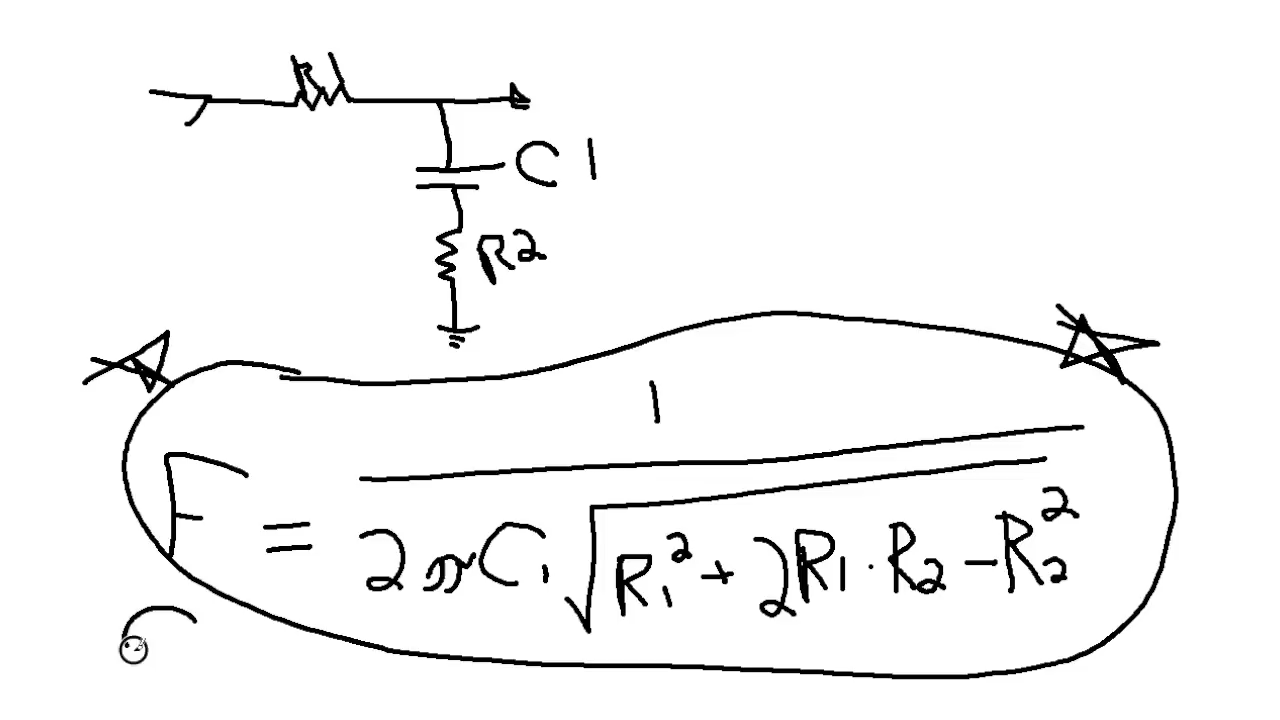 R1
C1
R2
F = 1 / 2πC₁√(R₁² + 2R1 · R₂ − R₂²)